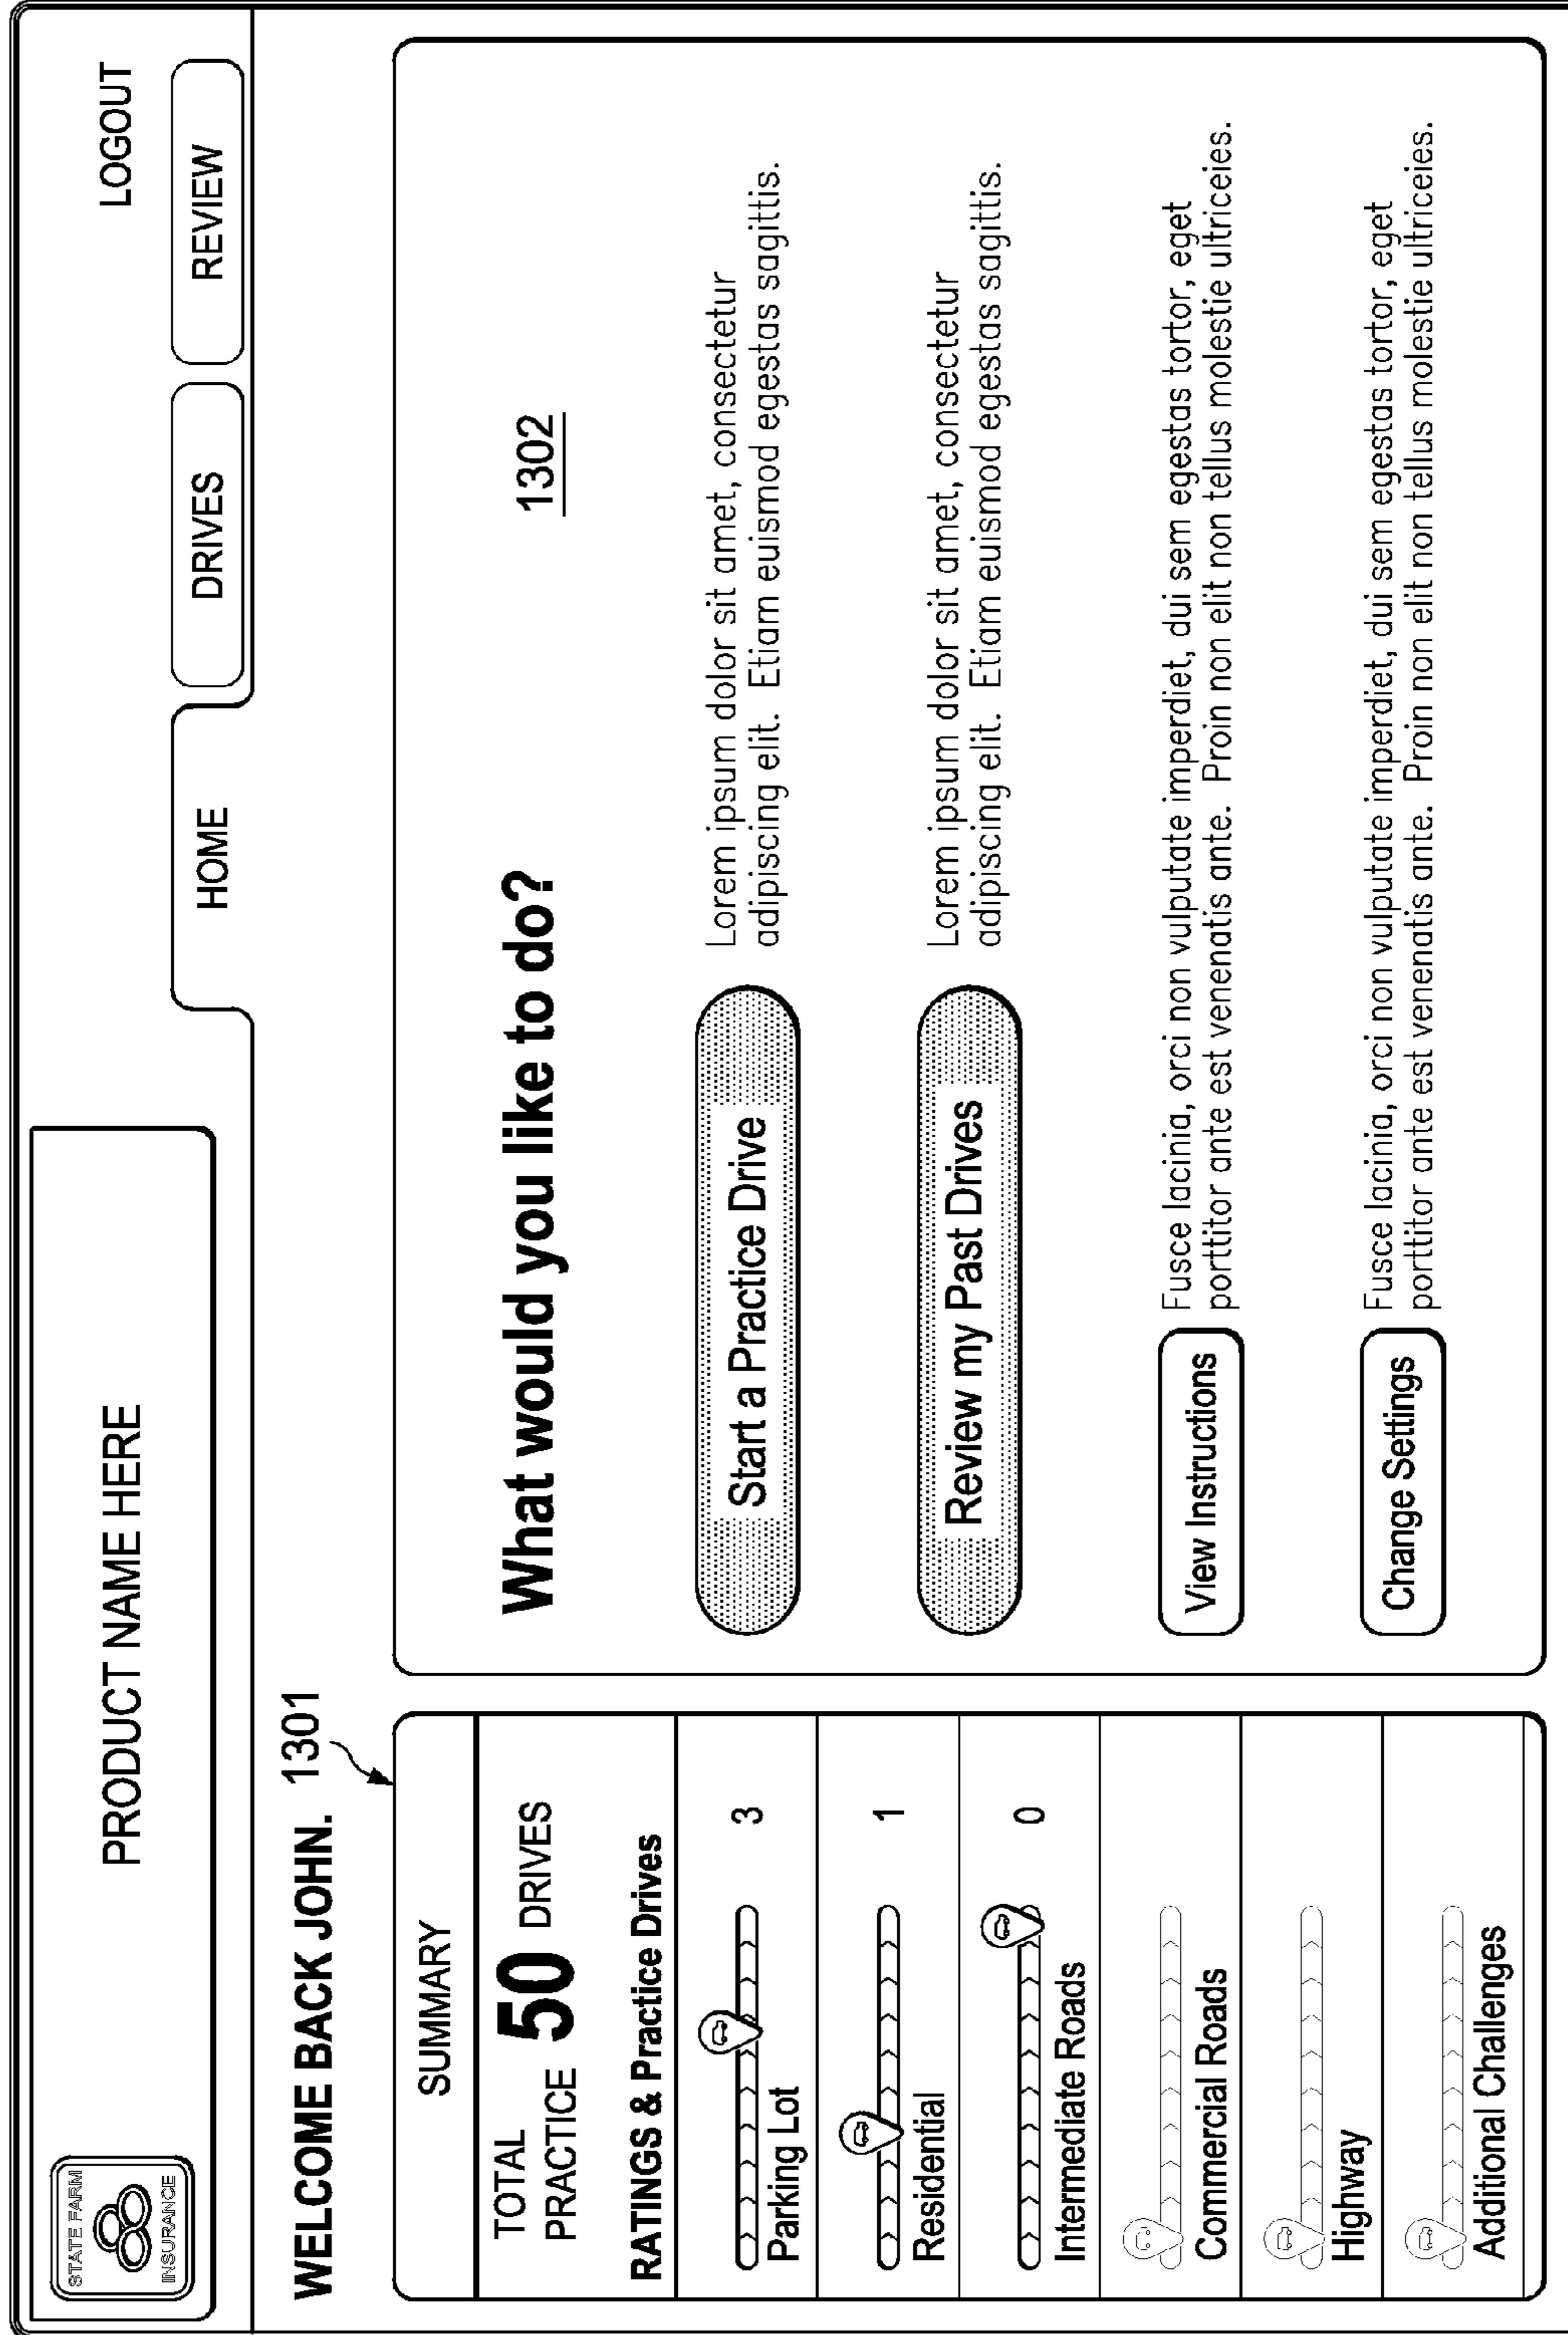 STATE FARM
INSURANCE
PRODUCT NAME HERE
LOGOUT
HOME
DRIVES
REVIEW
WELCOME BACK JOHN.
1301
SUMMARY
TOTAL
PRACTICE 50 DRIVES
RATINGS & Practice Drives
3
Parking Lot
1
Residential
0
Intermediate Roads
Commercial Roads
Highway
Additional Challenges
What would you like to do?
1302
Start a Practice Drive
Lorem ipsum dolor sit amet, consectetur
adipiscing elit. Etiam euismod egestas sagittis.
Review my Past Drives
Lorem ipsum dolor sit amet, consectetur
adipiscing elit. Etiam euismod egestas sagittis.
View Instructions
Fusce lacinia, orci non vulputate imperdiet, dui sem egestas tortor, eget
porttitor ante est venenatis ante. Proin non elit non tellus molestie ultriceies.
Change Settings
Fusce lacinia, orci non vulputate imperdiet, dui sem egestas tortor, eget
porttitor ante est venenatis ante. Proin non elit non tellus molestie ultriceies.